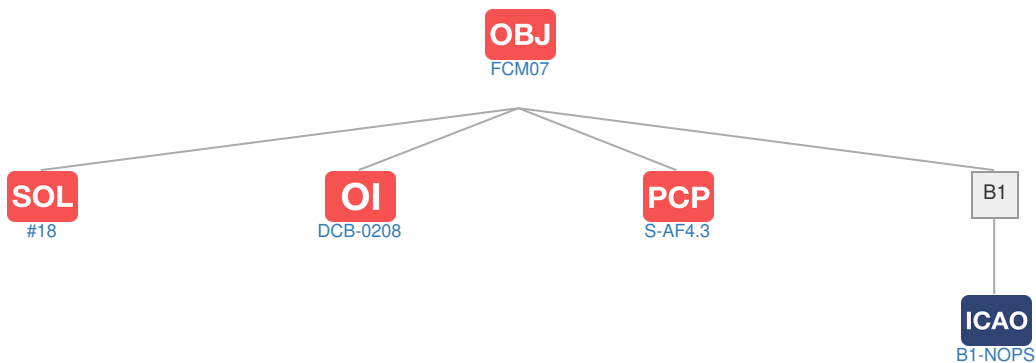 OBJ
FCM07
SOL
#18
OI
DCB-0208
PCP
S-AF4.3
B1
ICAO
B1-NOPS